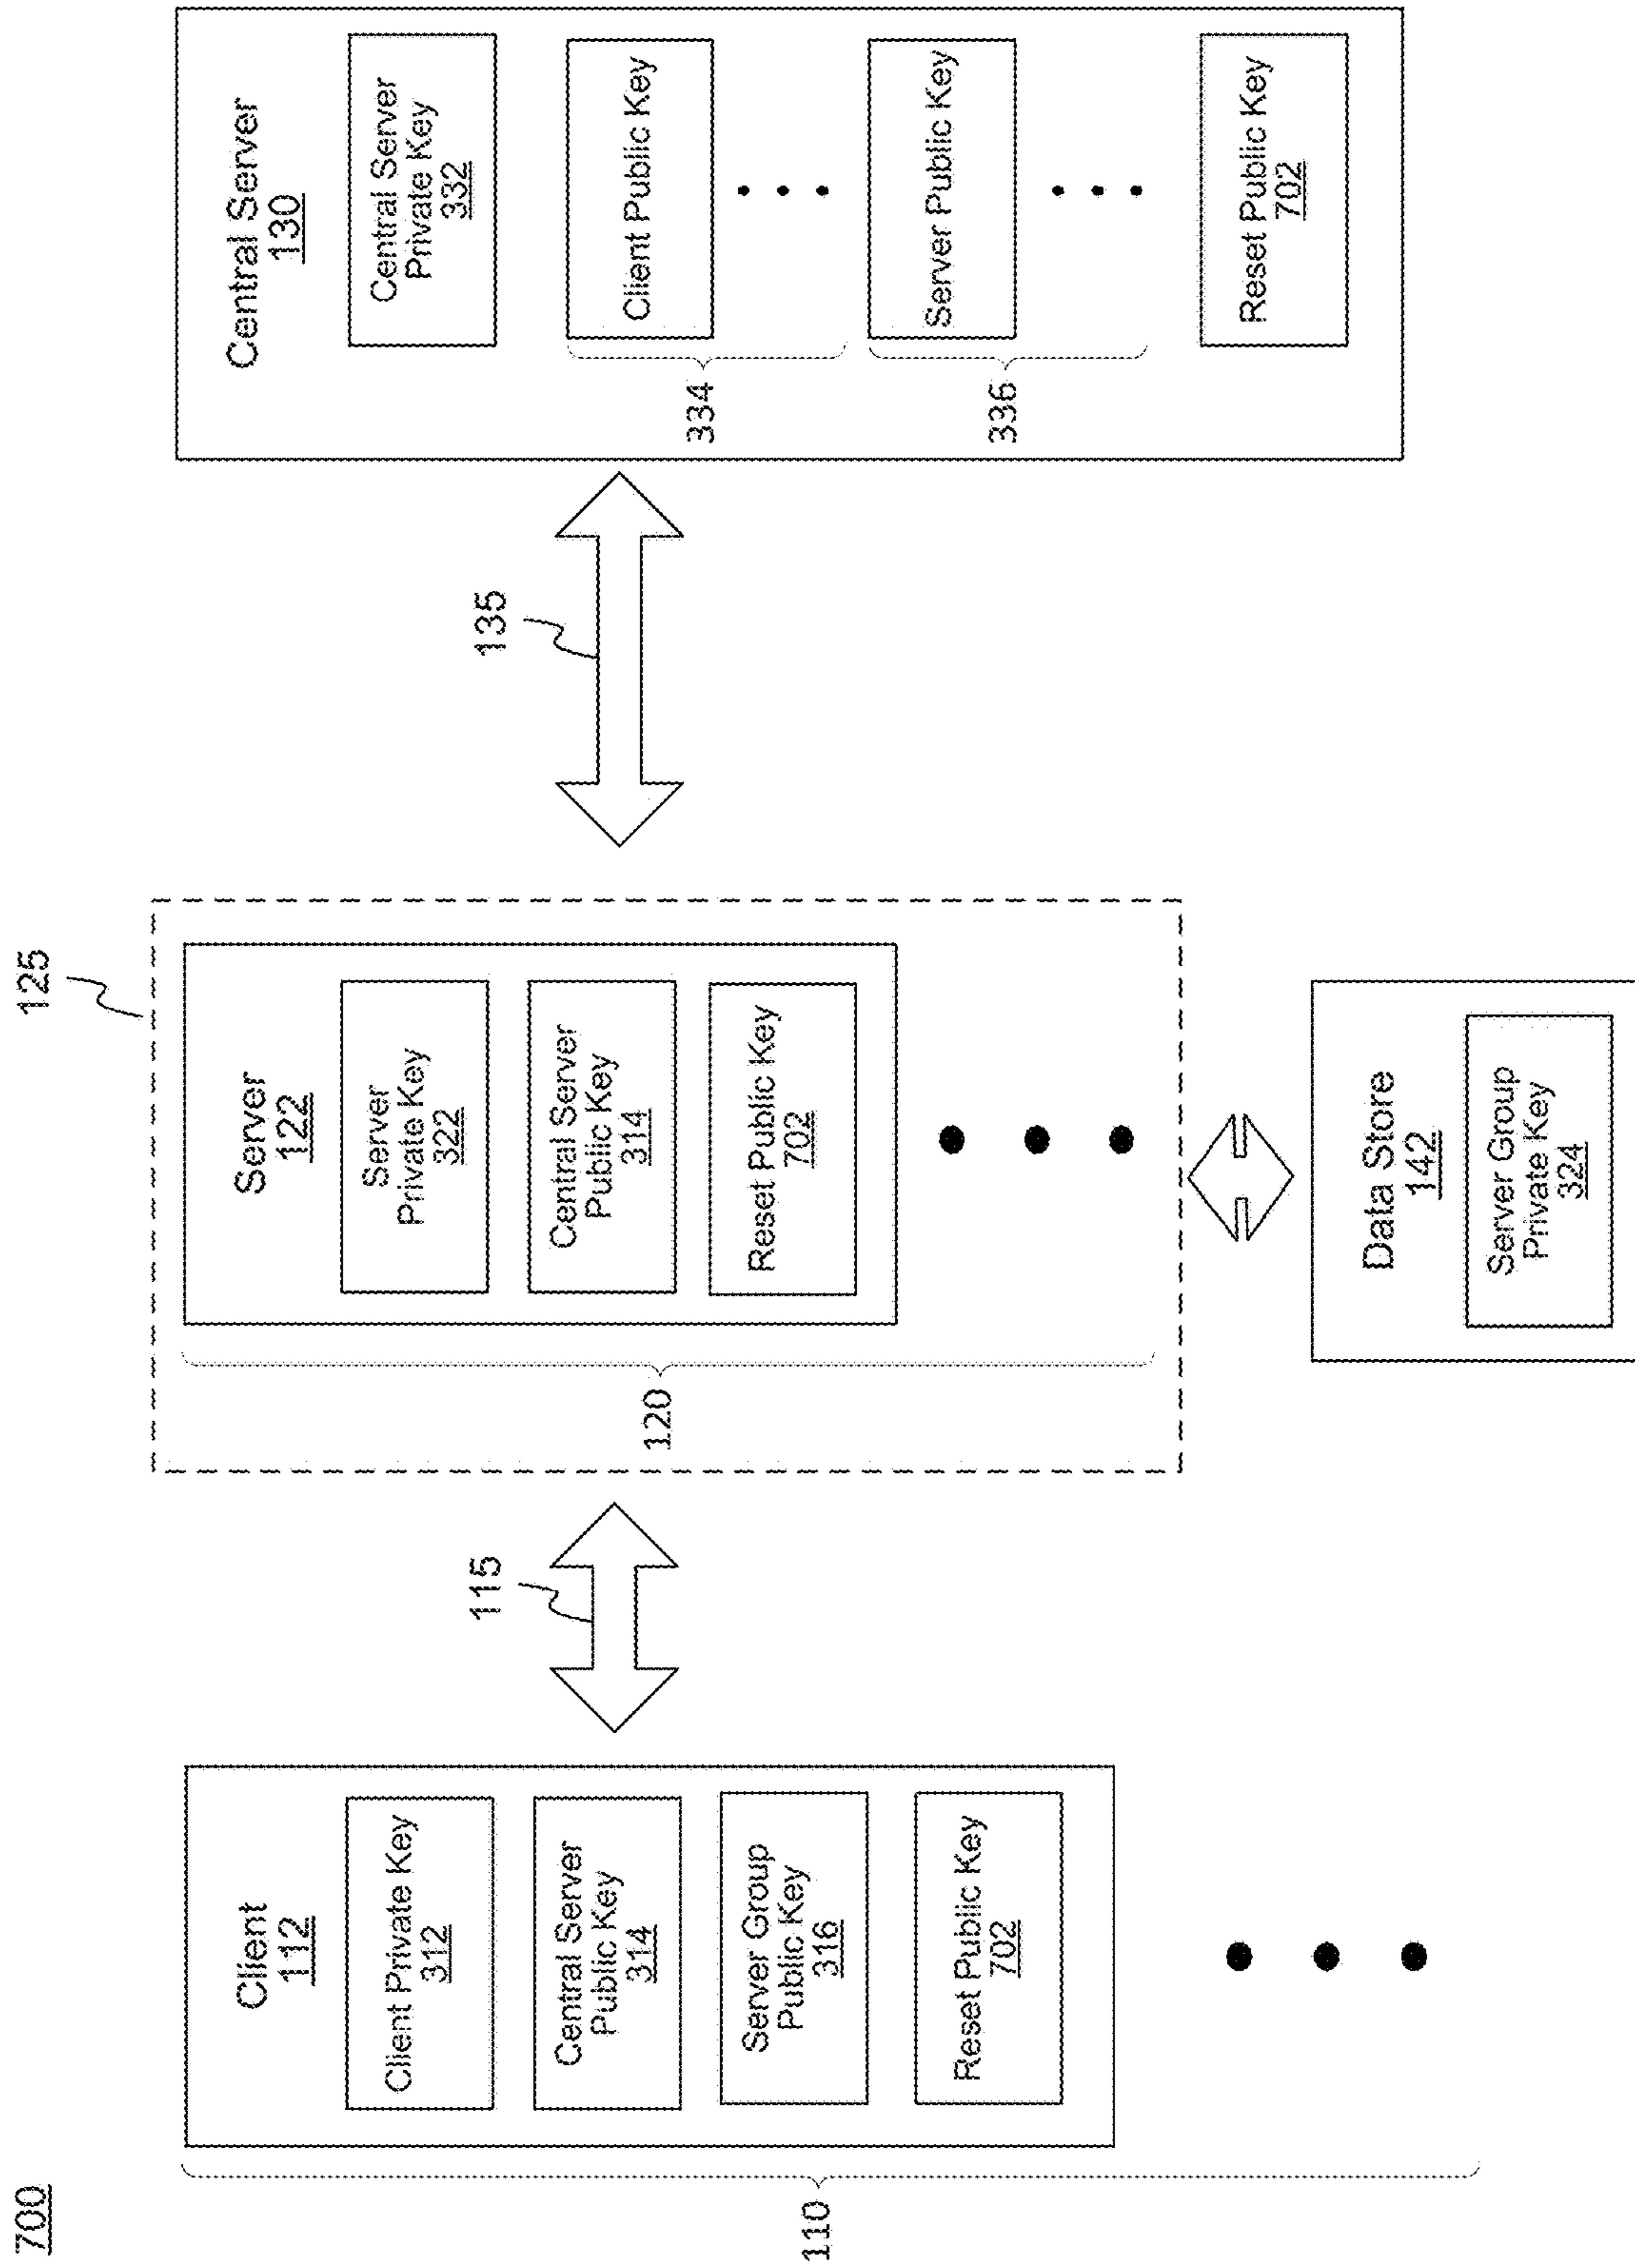 700
Client
112
Client Private Key
312
Central Server
Public Key
314
Server Group
Public Key
316
Reset Public Key
702
110
115
125
Server
122
Server
Private Key
322
Central Server
Public Key
314
Reset Public Key
702
120
Data Store
142
Server Group
Private Key
324
135
Central Server
130
Central Server
Private Key
332
Client Public Key
334
Server Public Key
336
Reset Public Key
702